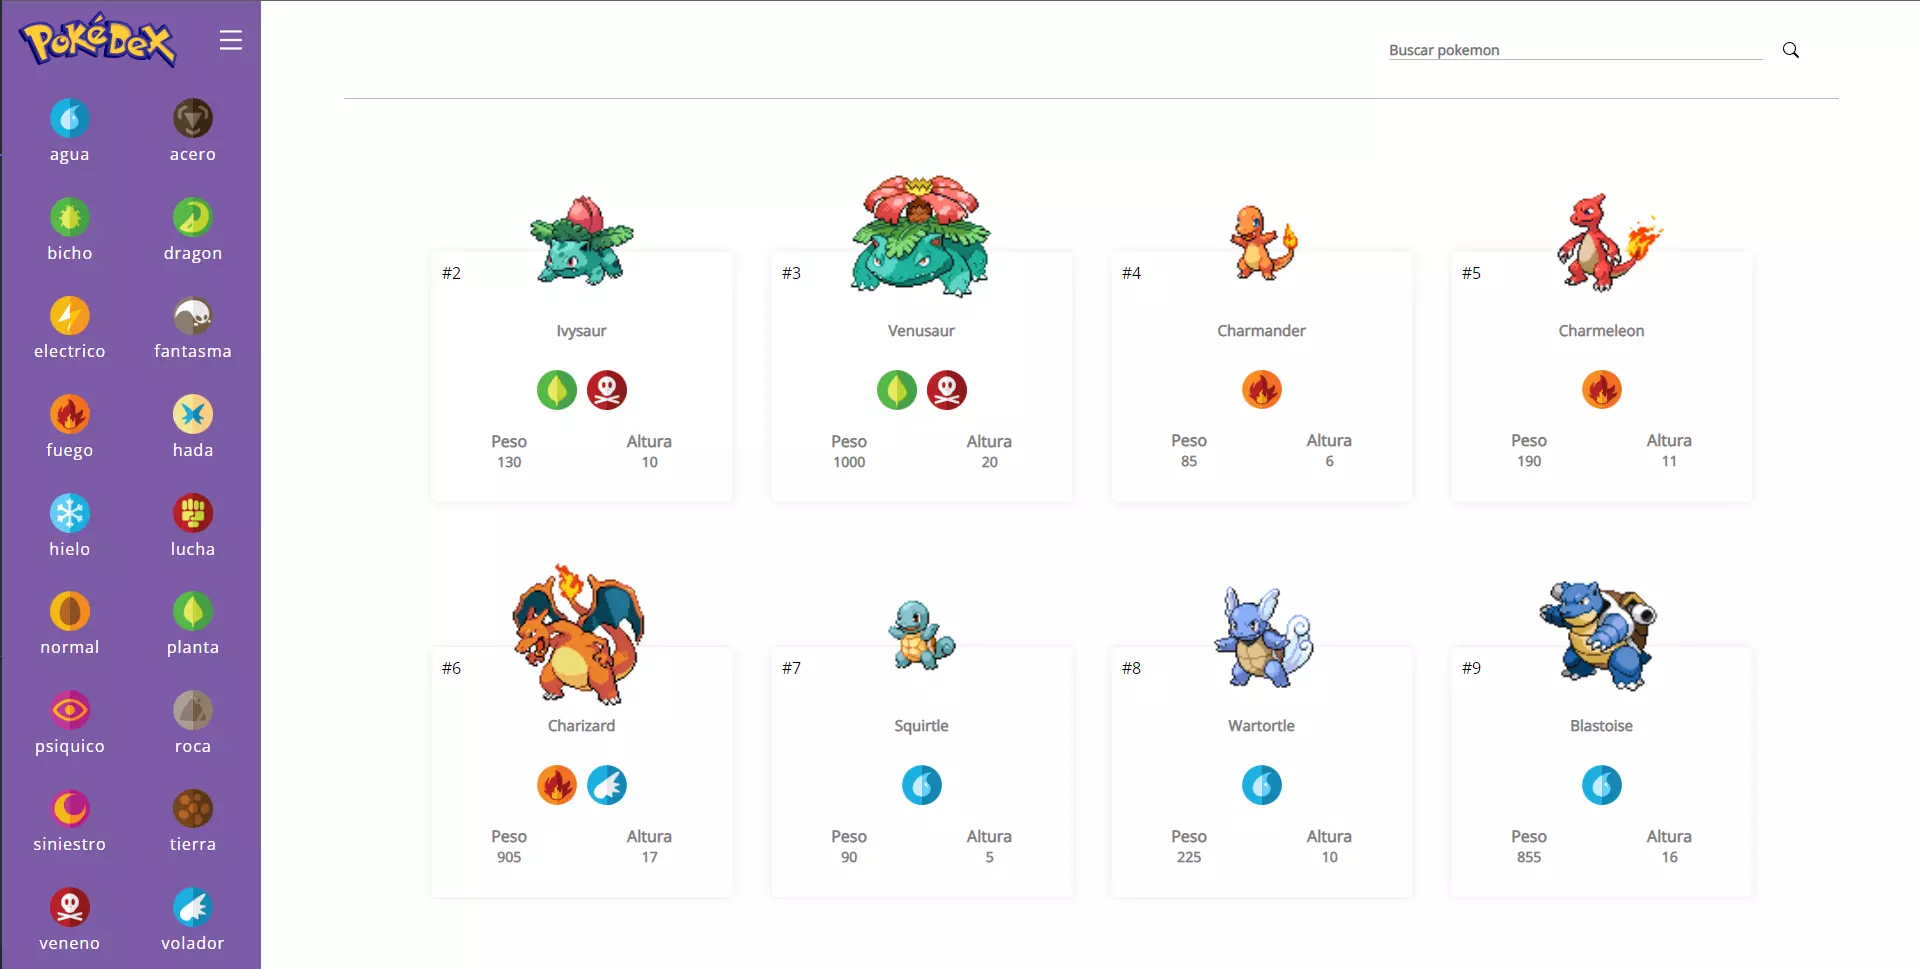 PokéDex
agua
acero
bicho
dragon
electrico
fantasma
fuego
hada
hielo
lucha
normal
planta
psiquico
roca
siniestro
tierra
veneno
volador
Buscar pokemon
#2
Ivysaur
Peso Altura
130 10
#3
Venusaur
Peso Altura
1000 20
#4
Charmander
Peso Altura
85 6
#5
Charmeleon
Peso Altura
190 11
#6
Charizard
Peso Altura
905 17
#7
Squirtle
Peso Altura
90 5
#8
Wartortle
Peso Altura
225 10
#9
Blastoise
Peso Altura
855 16